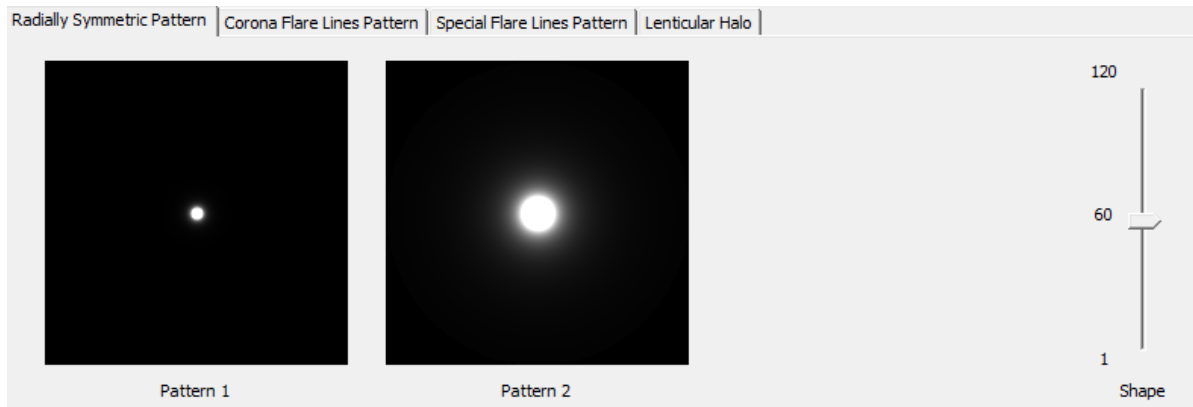 Radially Symmetric Pattern Corona Flare Lines Pattern Special Flare Lines Pattern Lenticular Halo
120
60
1
Pattern 1 Pattern 2 Shape